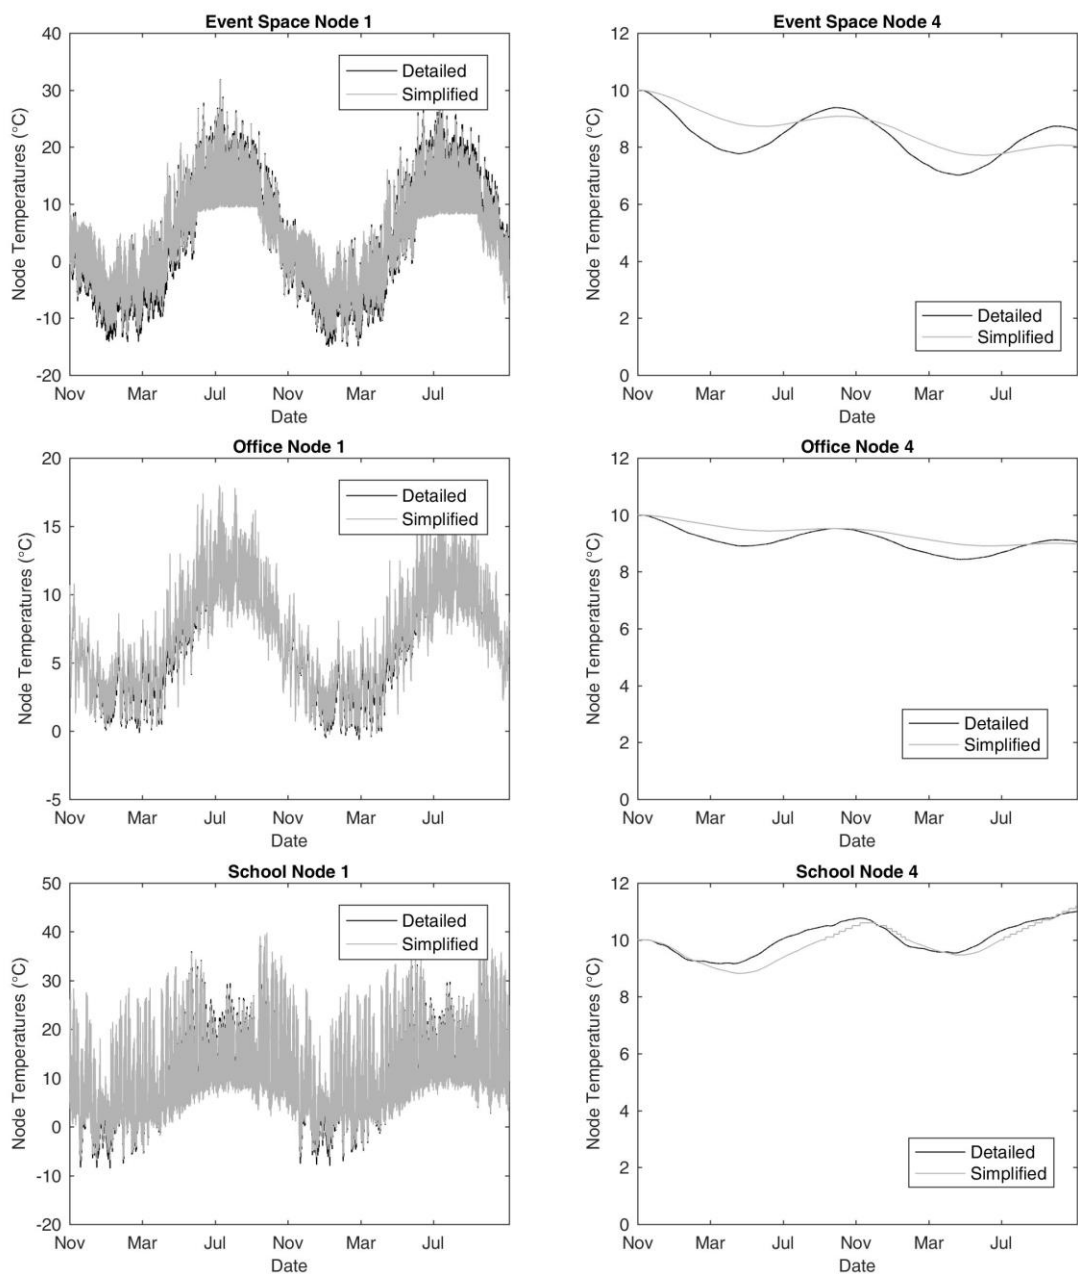 Event Space Node 1
40
30
20
10
0
-10
-20
Node Temperatures (°C)
Detailed
Simplified
Nov Mar Jul Nov Mar Jul
Date
Event Space Node 4
12
10
8
6
4
2
0
Node Temperatures (°C)
Detailed
Simplified
Nov Mar Jul Nov Mar Jul
Date
Office Node 1
20
15
10
5
0
-5
Node Temperatures (°C)
Detailed
Simplified
Nov Mar Jul Nov Mar Jul
Date
Office Node 4
12
10
8
6
4
2
0
Node Temperatures (°C)
Detailed
Simplified
Nov Mar Jul Nov Mar Jul
Date
School Node 1
50
40
30
20
10
0
-10
-20
Node Temperatures (°C)
Detailed
Simplified
Nov Mar Jul Nov Mar Jul
Date
School Node 4
12
10
8
6
4
2
0
Node Temperatures (°C)
Detailed
Simplified
Nov Mar Jul Nov Mar Jul
Date